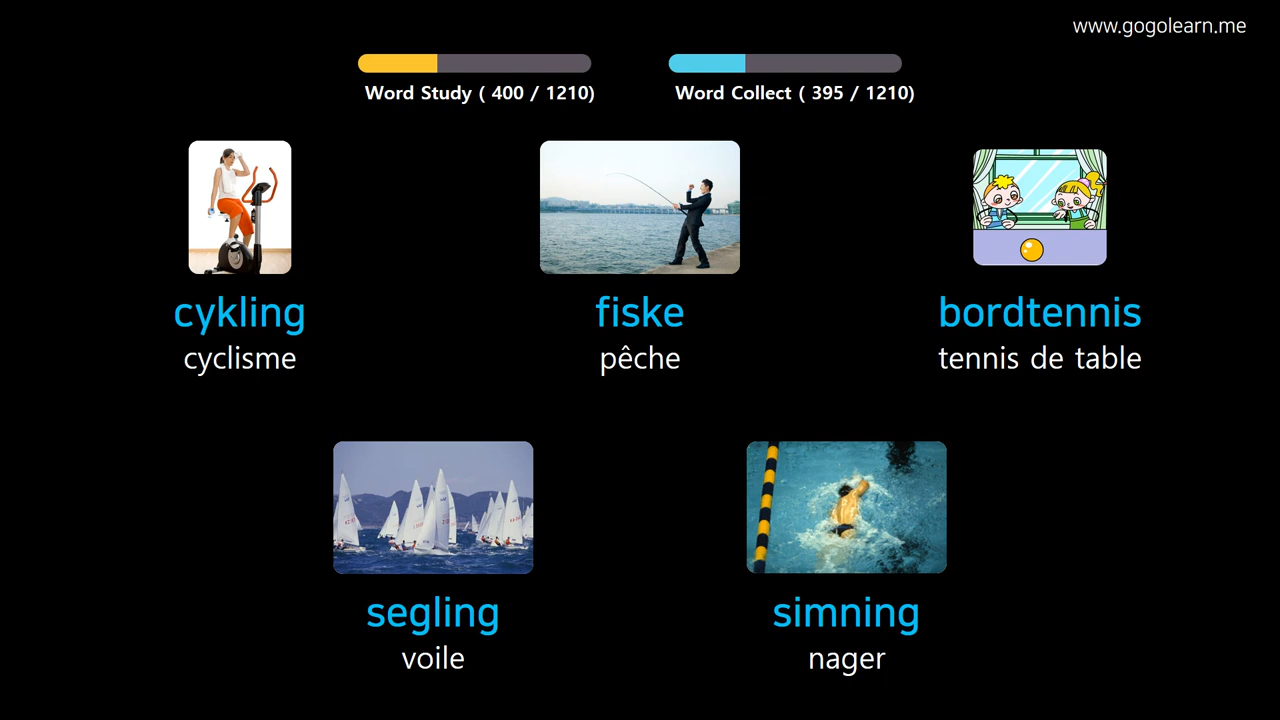 www.gogolearn.me
Word Study ( 400 / 1210)
Word Collect ( 395 / 1210)
cykling
cyclisme
fiske
pêche
bordtennis
tennis de table
segling
voile
simning
nager